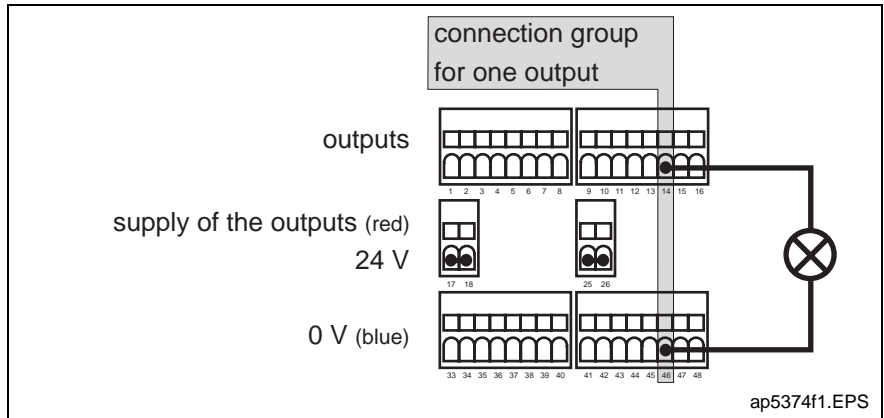 connection group
for one output
outputs
1 2 3 4 5 6 7 8 9 10 11 12 13 14 15 16
supply of the outputs (red)
24 V
17 18 25 26
0 V (blue)
33 34 35 36 37 38 39 40 41 42 43 44 45 46 47 48
ap5374f1.EPS